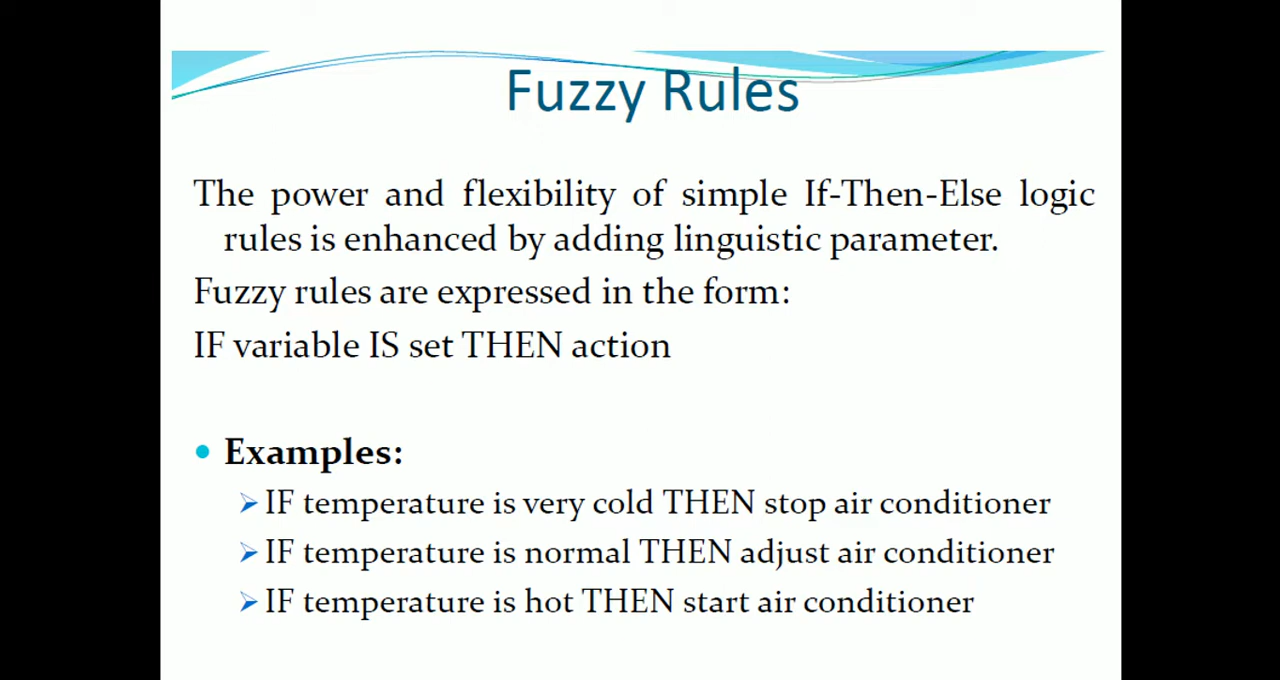 Fuzzy Rules
The power and flexibility of simple If-Then-Else logic
rules is enhanced by adding linguistic parameter.
Fuzzy rules are expressed in the form:
IF variable IS set THEN action
Examples:
IF temperature is very cold THEN stop air conditioner
IF temperature is normal THEN adjust air conditioner
IF temperature is hot THEN start air conditioner